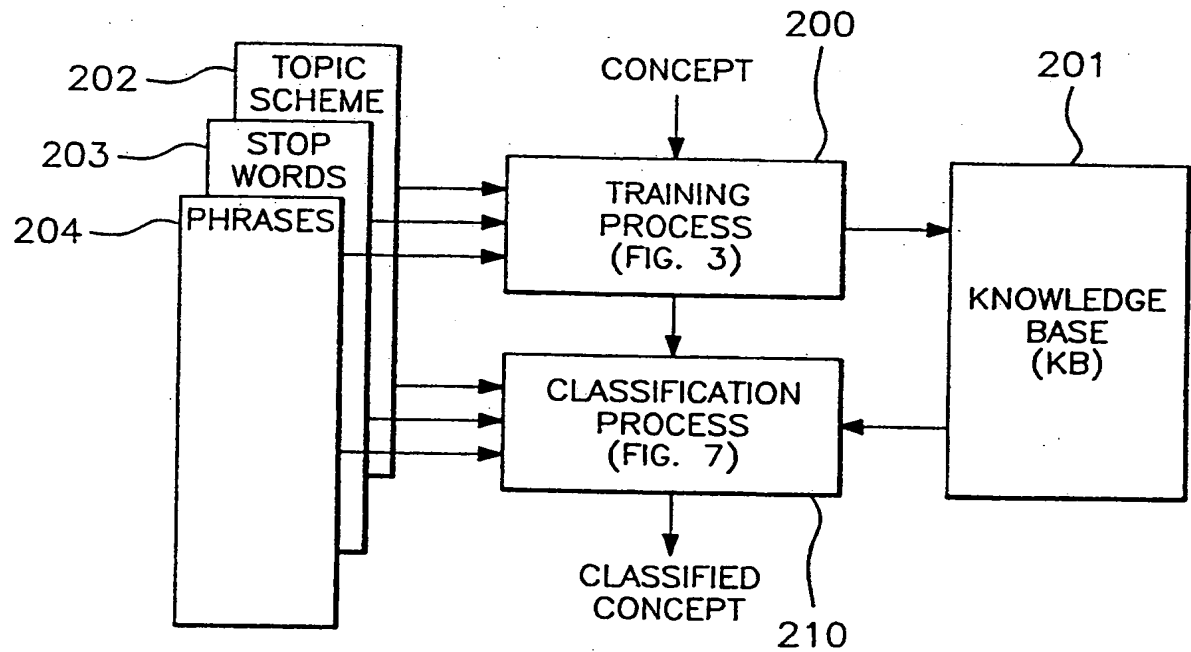 200
CONCEPT
201
202
TOPIC
SCHEME
203
STOP
WORDS
204
PHRASES
TRAINING
PROCESS
(FIG. 3)
KNOWLEDGE
BASE
(KB)
CLASSIFICATION
PROCESS
(FIG. 7)
CLASSIFIED
CONCEPT
210